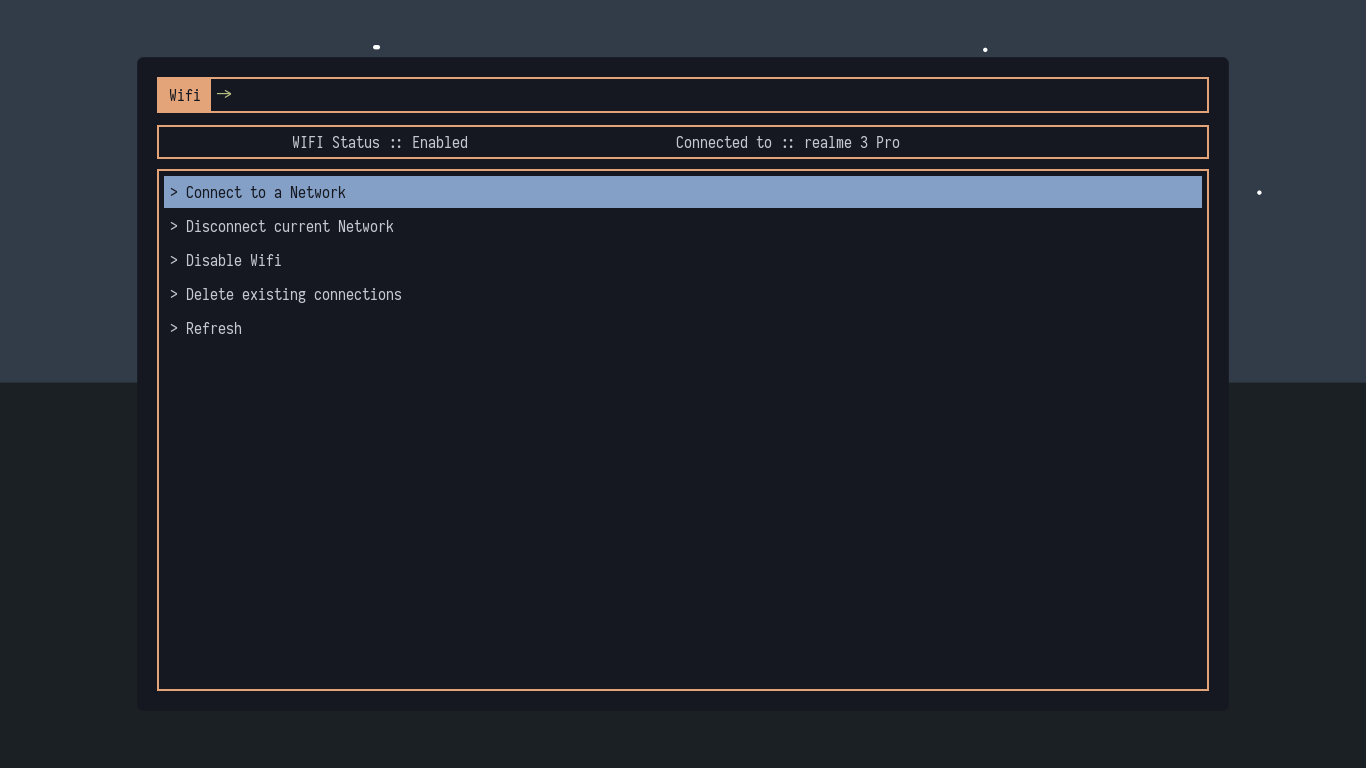 Wifi →
WIFI Status :: Enabled Connected to :: realme 3 Pro
> Connect to a Network
> Disconnect current Network
> Disable Wifi
> Delete existing connections
> Refresh